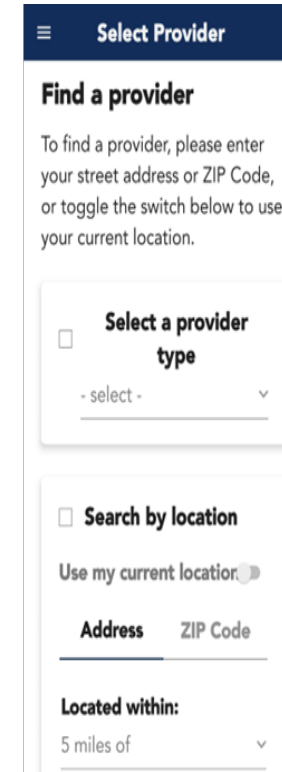 Select Provider
Find a provider
To find a provider, please enter
your street address or ZIP Code,
or toggle the switch below to use
your current location.
Select a provider
type
- select -
Search by location
Use my current location
Address ZIP Code
Located within:
5 miles of